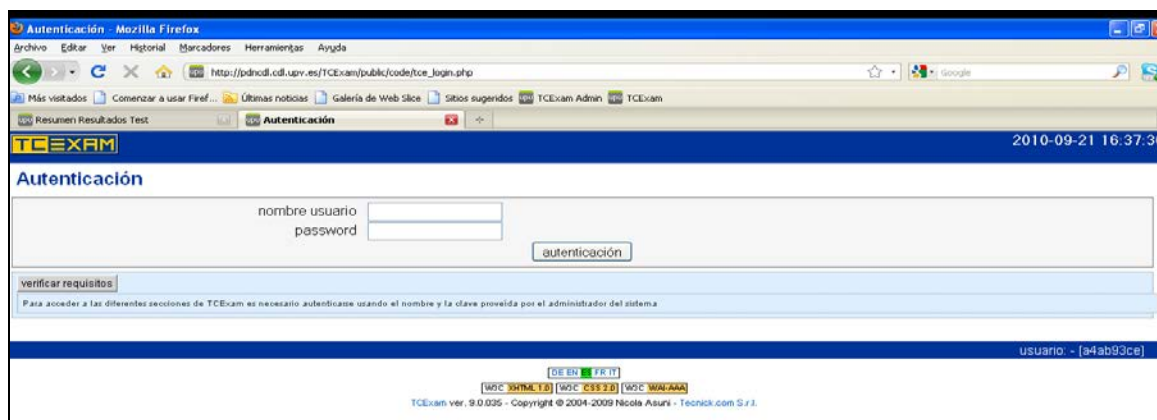 Autenticación - Mozilla Firefox
Archivo Editar Ver Historial Marcadores Herramientas Ayuda
http://pdncdl.cdl.upv.es/TCExam/public/code/tce_login.php Google
Más visitados Comenzar a usar Firef... Últimas noticias Galería de Web Slice Sitios sugeridos TCExam Admin TCExam
Resumen Resultados Test Autenticación
TCEXAM 2010-09-21 16:37:3
Autenticación
nombre usuario
password
autenticación
verificar requisitos
Para acceder a las diferentes secciones de TCExam es necesario autenticarse usando el nombre y la clave proveída por el administrador del sistema
usuario: - [a4ab93ce]
DE EN ES FR IT
W3C XHTML 1.0 W3C CSS 2.0 W3C WAI-AAA
TCExam ver. 9.0.035 - Copyright © 2004-2009 Nicola Asuni - Tecnick.com S.r.l.